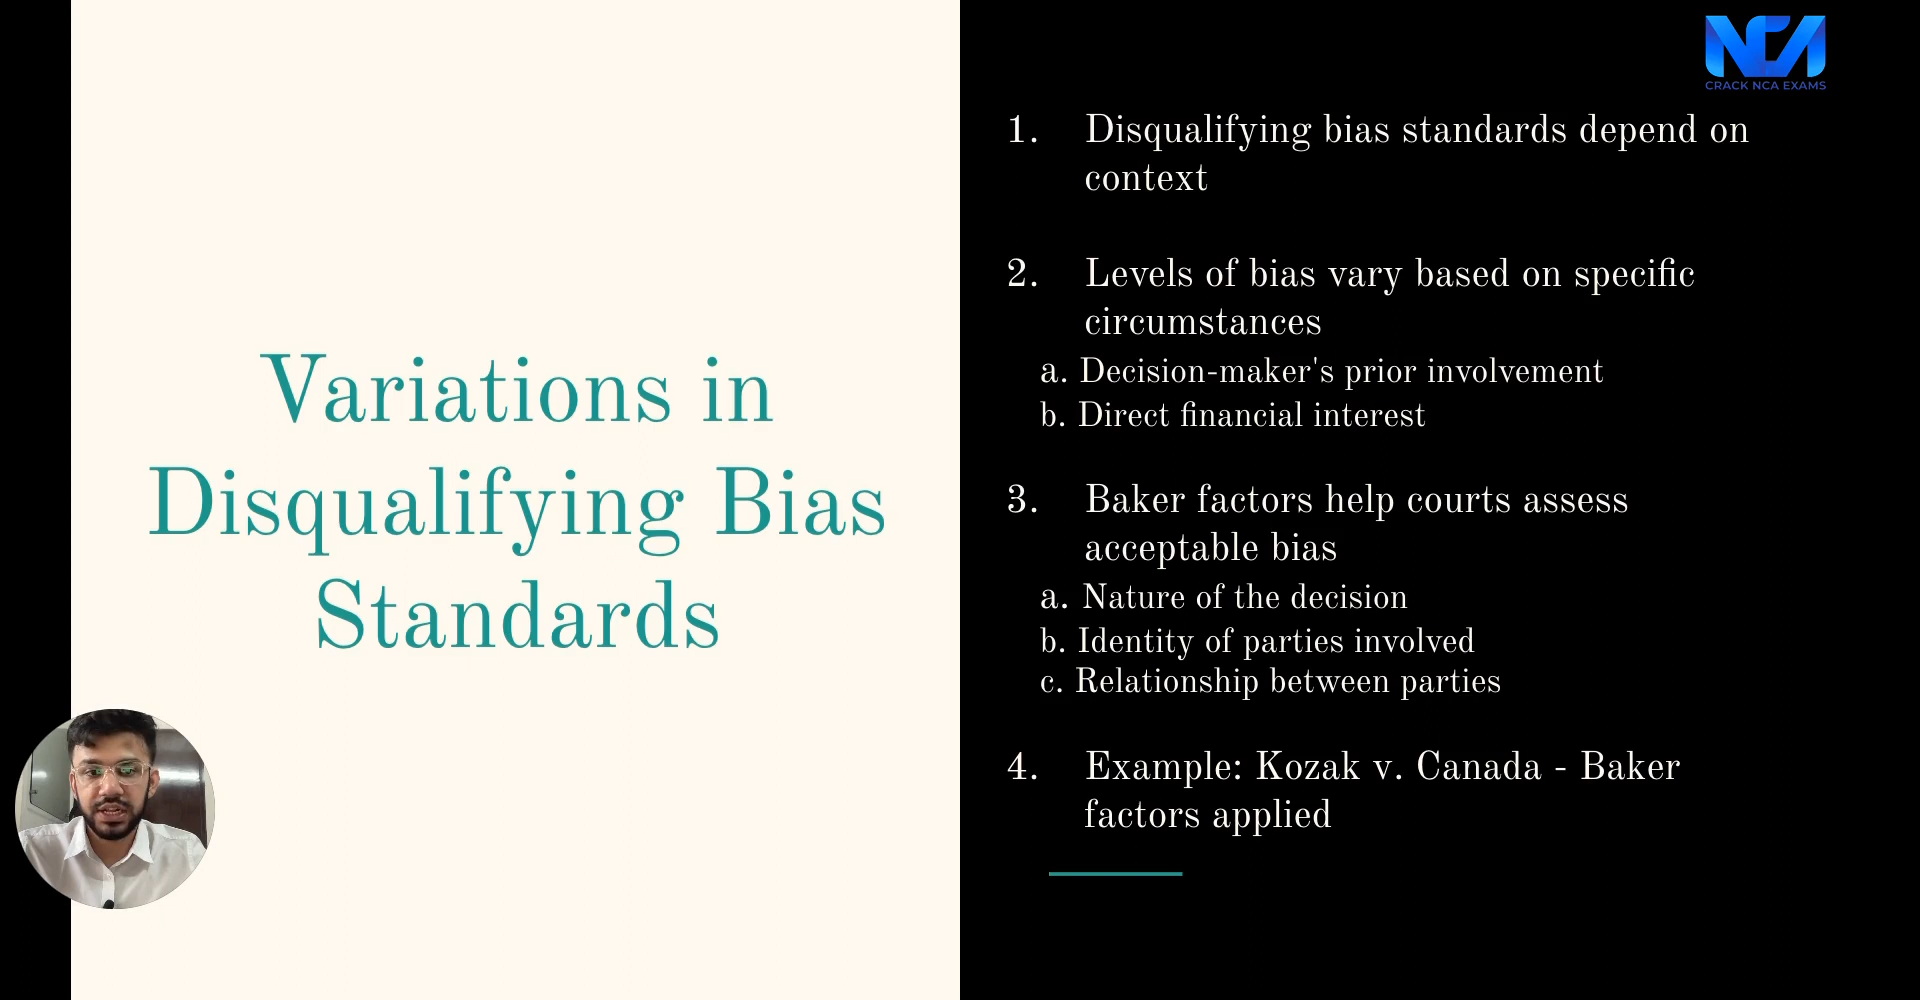 Variations in
Disqualifying Bias
Standards
NCA
CRACK NCA EXAMS
1. Disqualifying bias standards depend on
context
2. Levels of bias vary based on specific
circumstances
a. Decision-maker's prior involvement
b. Direct financial interest
3. Baker factors help courts assess
acceptable bias
a. Nature of the decision
b. Identity of parties involved
c. Relationship between parties
4. Example: Kozak v. Canada - Baker
factors applied